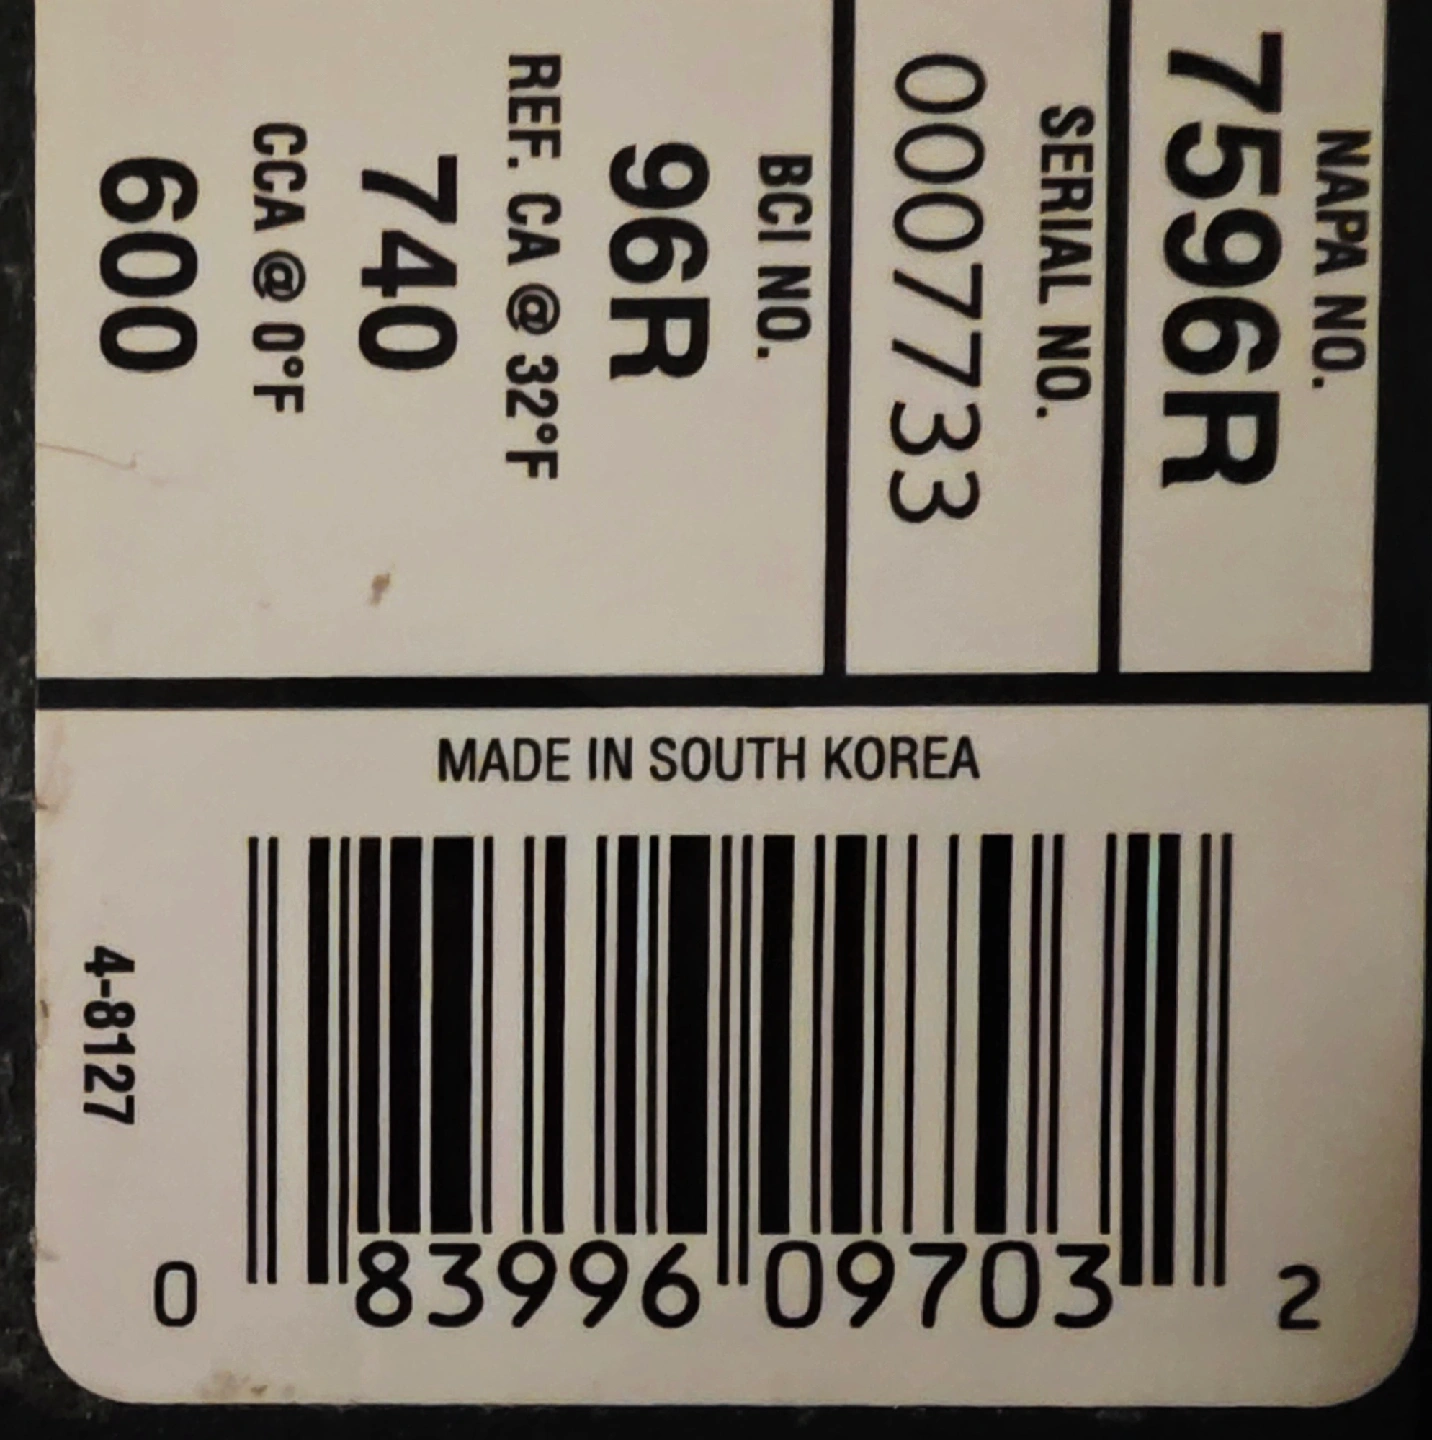 NAPA NO.
7596R
SERIAL NO.
0007733
BCI NO.
96R
REF. CA @ 32°F
740
CCA @ 0°F
600
MADE IN SOUTH KOREA
4-8127
0 83996 09703 2